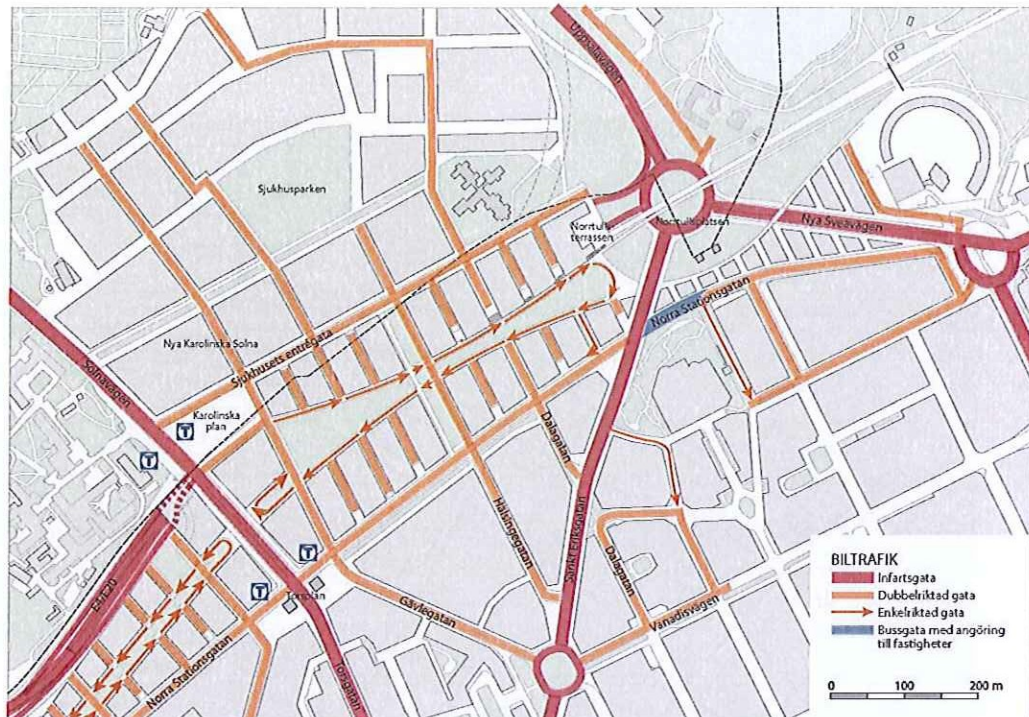 Uppsalavägen
Sjukhusparken
Norrtulls-
terrassen
Norrtullsplatsen
Nya Sveavägen
Norra Stationsgatan
Nya Karolinska Solna
Sjukhusets entrégata
Solnavägen
Karolinska
plan
T
T
Dalagatan
Hälsingegatan
Sankt Eriksgatan
Dalagatan
E4/E20
T
T
Torsplan
Gävlegatan
Vanadisvägen
Norra Stationsgatan
Torsgatan
BILTRAFIK
Infartsgata
Dubbelriktad gata
Enkelriktad gata
Bussgata med angöring
till fastigheter
0 100 200 m